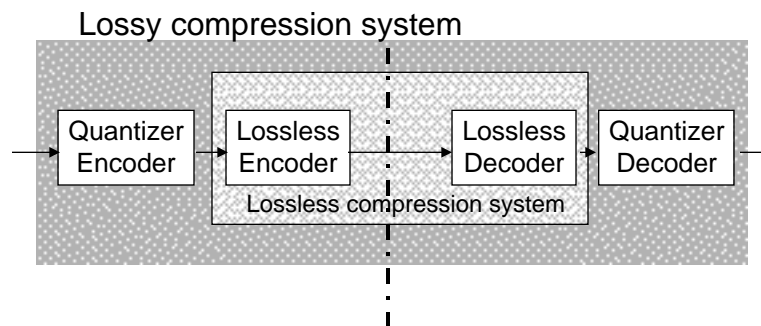 Lossy compression system
Quantizer
Encoder
Lossless
Encoder
Lossless
Decoder
Quantizer
Decoder
Lossless compression system